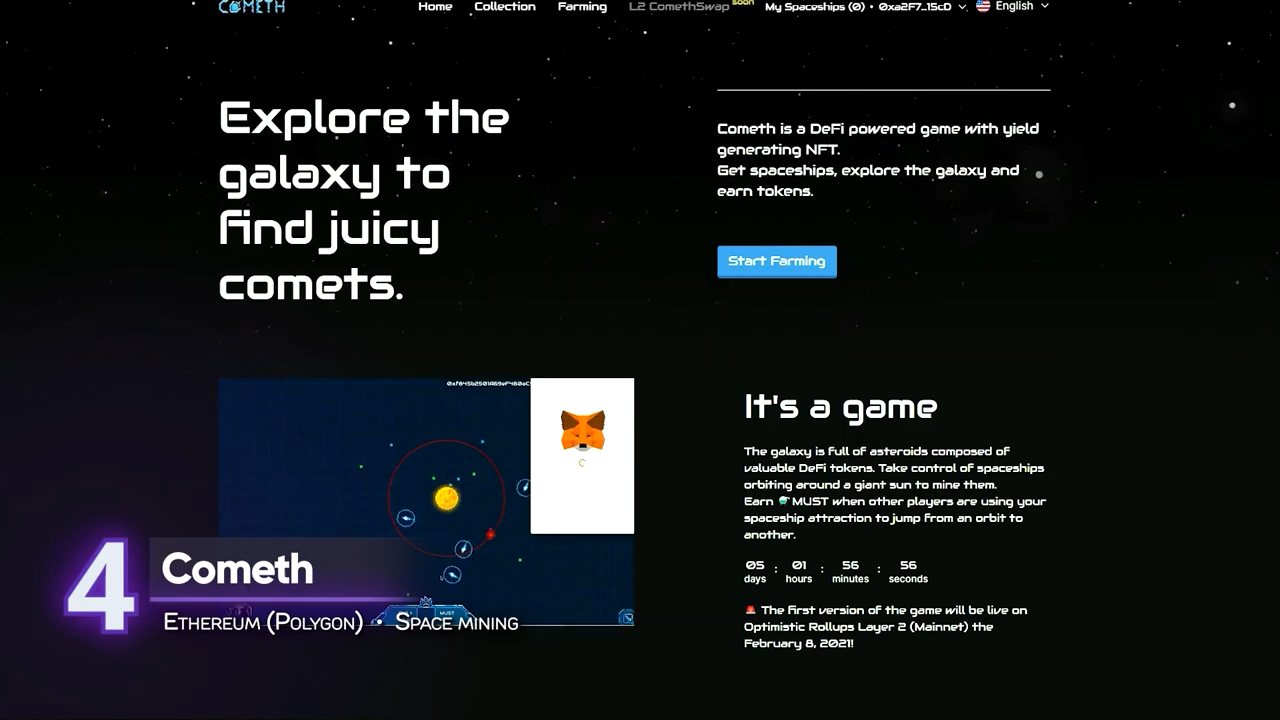 COMETH
Home Collection Farming L2 ComethSwap soon My Spaceships (0) • 0xa2F7_15cD English
Explore the
galaxy to
find juicy
comets.
Cometh is a DeFi powered game with yield
generating NFT.
Get spaceships, explore the galaxy and
earn tokens.
Start Farming
It's a game
The galaxy is full of asteroids composed of
valuable DeFi tokens. Take control of spaceships
orbiting around a giant sun to mine them.
Earn MUST when other players are using your
spaceship attraction to jump from an orbit to
another.
05 : 01 : 56 : 56
days hours minutes seconds
The first version of the game will be live on
Optimistic Rollups Layer 2 (Mainnet) the
February 8, 2021!
MUST
4
Cometh
Ethereum (Polygon) • Space mining